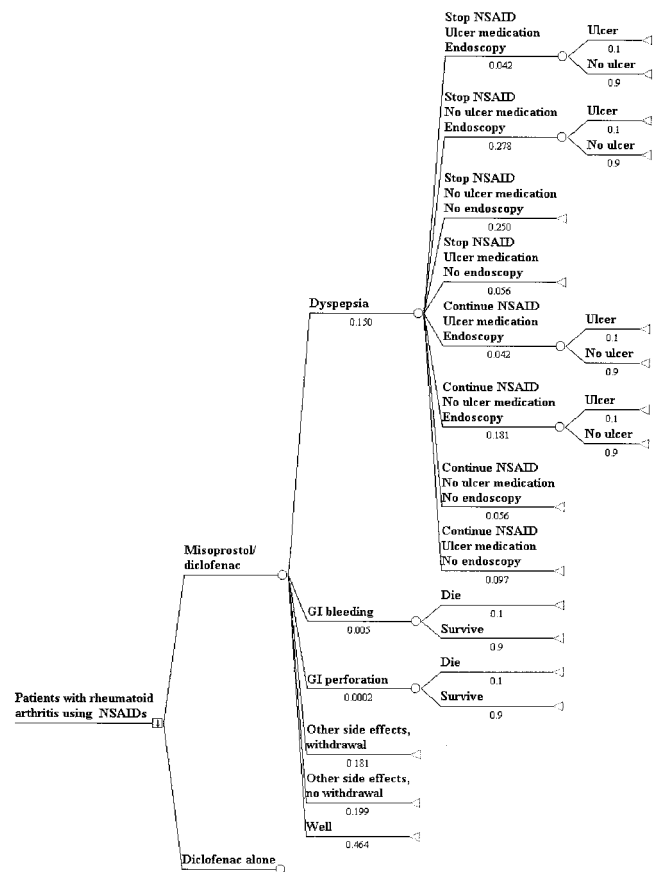 Stop NSAID
Ulcer medication
Endoscopy
0.042
Ulcer
0.1
No ulcer
0.9
Stop NSAID
No ulcer medication
Endoscopy
0.278
Ulcer
0.1
No ulcer
0.9
Stop NSAID
No ulcer medication
No endoscopy
0.250
Stop NSAID
Ulcer medication
No endoscopy
0.056
Dyspepsia
0.150
Continue NSAID
Ulcer medication
Endoscopy
0.042
Ulcer
0.1
No ulcer
0.9
Continue NSAID
No ulcer medication
Endoscopy
0.181
Ulcer
0.1
No ulcer
0.9
Continue NSAID
No ulcer medication
No endoscopy
0.056
Continue NSAID
Ulcer medication
No endoscopy
0.097
Misoprostol/
diclofenac
GI bleeding
0.005
Die
0.1
Survive
0.9
GI perforation
0.0002
Die
0.1
Survive
0.9
Patients with rheumatoid
arthritis using NSAIDs
Other side effects,
withdrawal
0.181
Other side effects,
no withdrawal
0.199
Well
0.464
Diclofenac alone